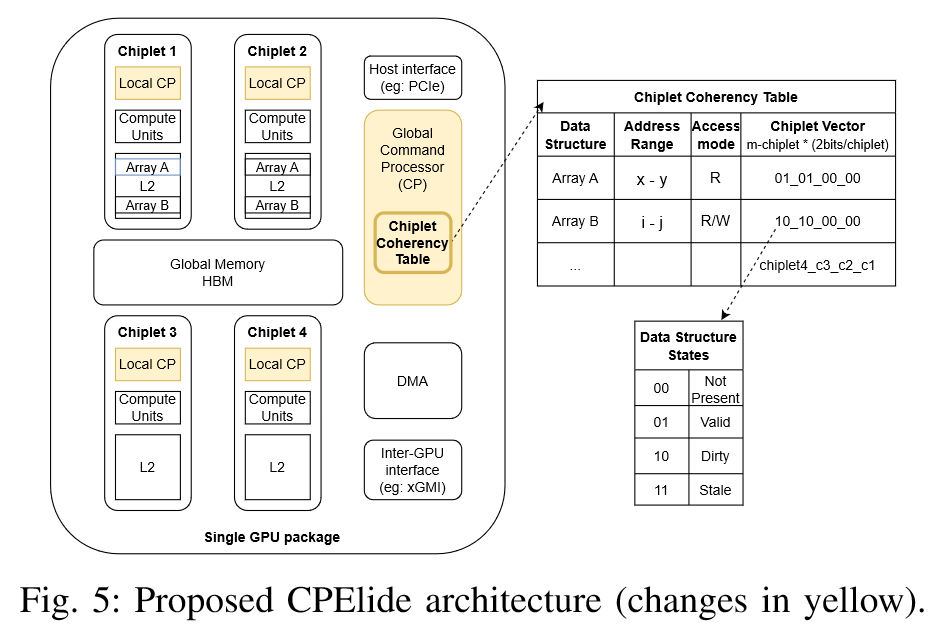 Chiplet 1
Local CP
Compute
Units
Array A
L2
Array B
Chiplet 2
Local CP
Compute
Units
Array A
L2
Array B
Host interface
(eg: PCIe)
Global
Command
Processor
(CP)
Chiplet
Coherency
Table
Global Memory
HBM
Chiplet 3
Local CP
Compute
Units
L2
Chiplet 4
Local CP
Compute
Units
L2
DMA
Inter-GPU
interface
(eg: xGMI)
Single GPU package
Chiplet Coherency Table
Data Structure Address Range Access mode Chiplet Vector m-chiplet * (2bits/chiplet)
Array A x - y R 01_01_00_00
Array B i - j R/W 10_10_00_00
... chiplet4_c3_c2_c1
Data Structure
States
00 Not Present
01 Valid
10 Dirty
11 Stale
Fig. 5: Proposed CPElide architecture (changes in yellow).